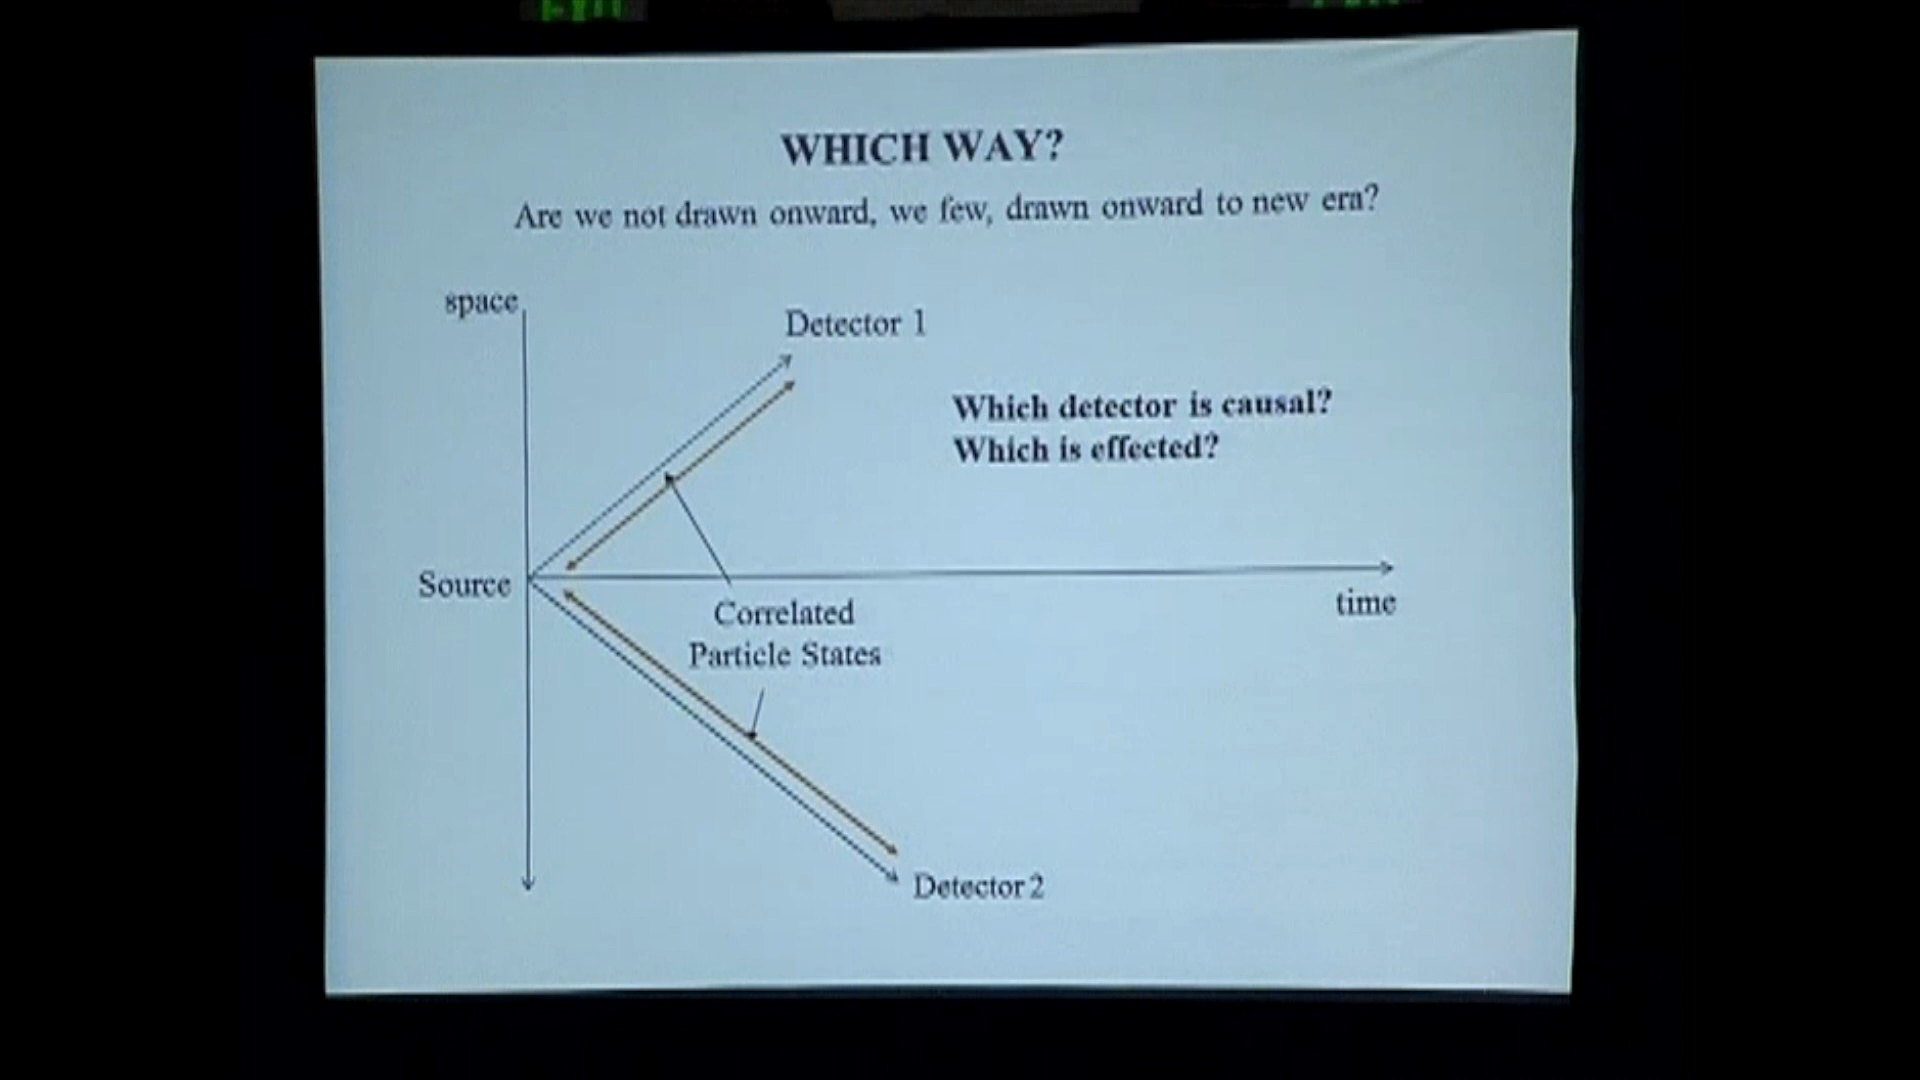 EXIT
WHICH WAY?
Are we not drawn onward, we few, drawn onward to new era?
space
Detector 1
Which detector is causal?
Which is effected?
Source
time
Correlated
Particle States
Detector 2